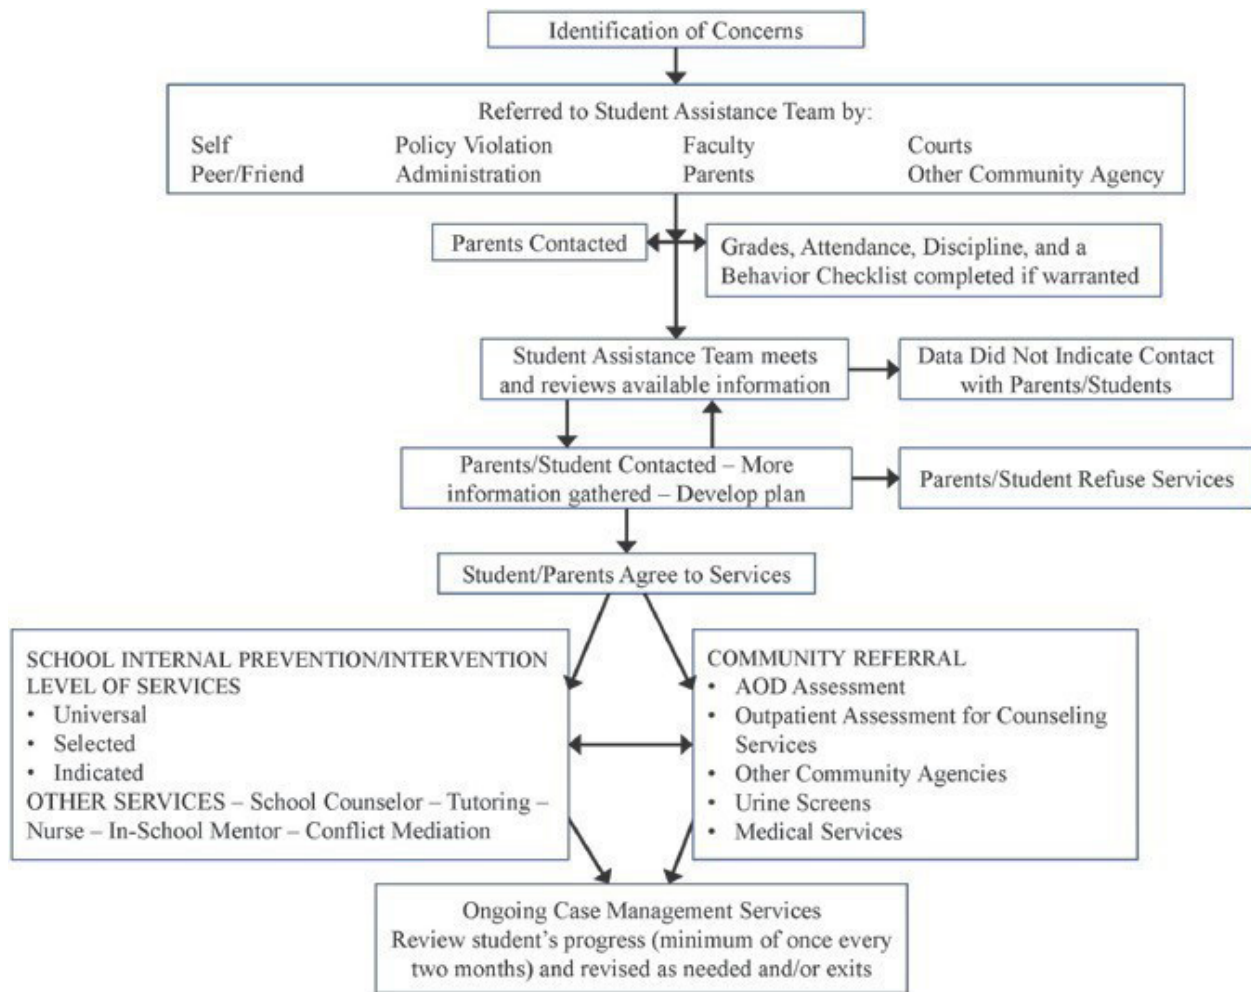 Identification of Concerns
Referred to Student Assistance Team by:
Self Policy Violation Faculty Courts
Peer/Friend Administration Parents Other Community Agency
Parents Contacted
Grades, Attendance, Discipline, and a
Behavior Checklist completed if warranted
Student Assistance Team meets
and reviews available information
Data Did Not Indicate Contact
with Parents/Students
Parents/Student Contacted – More
information gathered – Develop plan
Parents/Student Refuse Services
Student/Parents Agree to Services
SCHOOL INTERNAL PREVENTION/INTERVENTION
LEVEL OF SERVICES
• Universal
• Selected
• Indicated
OTHER SERVICES – School Counselor – Tutoring –
Nurse – In-School Mentor – Conflict Mediation
COMMUNITY REFERRAL
• AOD Assessment
• Outpatient Assessment for Counseling
Services
• Other Community Agencies
• Urine Screens
• Medical Services
Ongoing Case Management Services
Review student’s progress (minimum of once every
two months) and revised as needed and/or exits